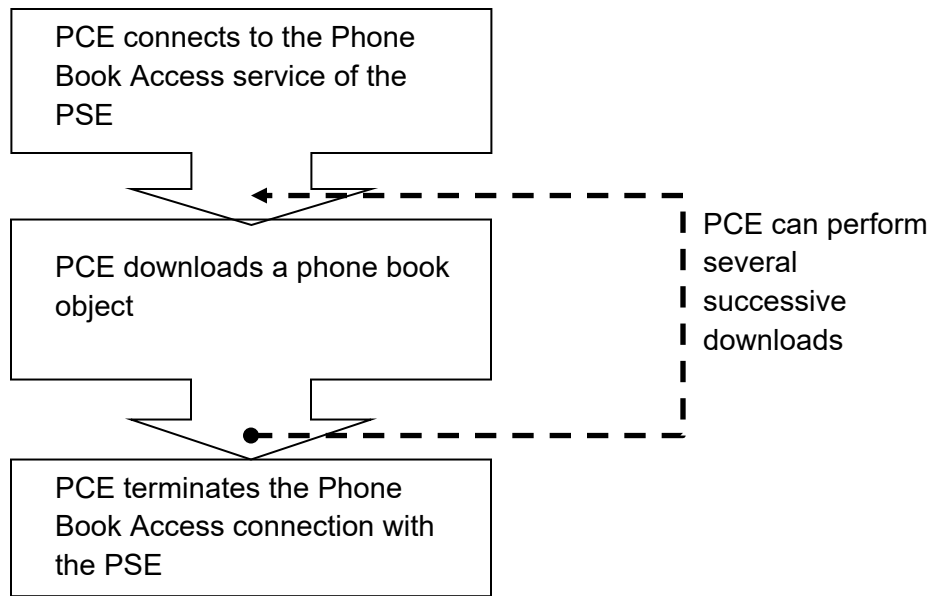 PCE connects to the Phone
Book Access service of the
PSE
PCE downloads a phone book
object
PCE can perform
several
successive
downloads
PCE terminates the Phone
Book Access connection with
the PSE